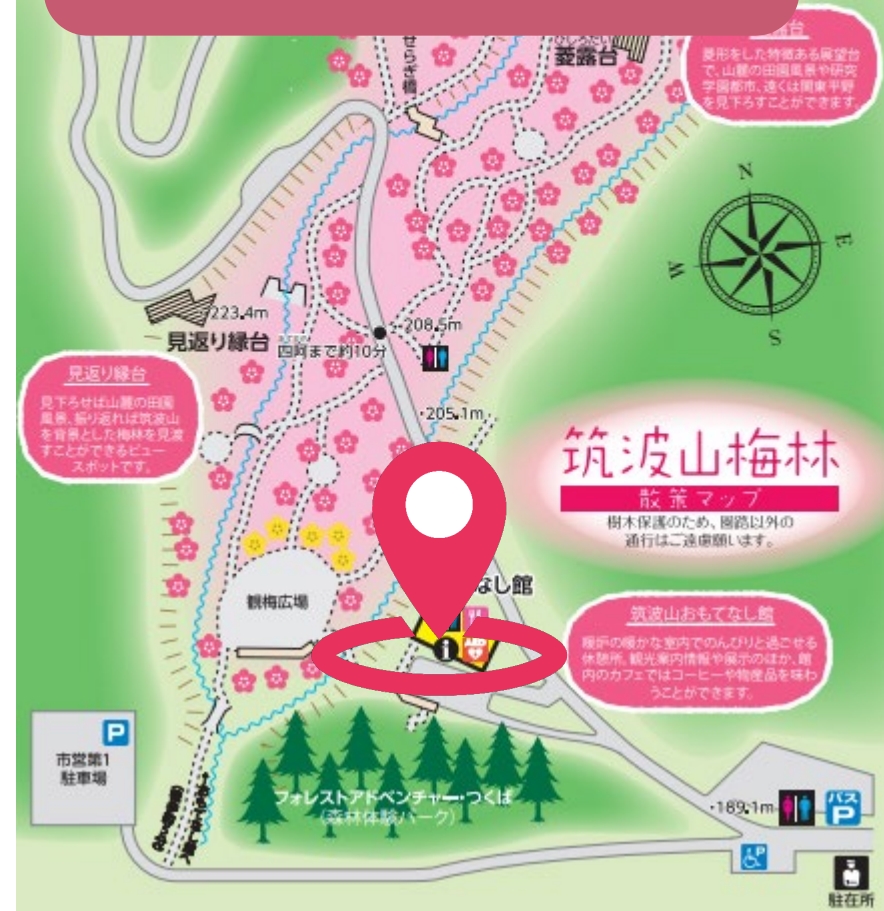 せらぎ橋
ひしろだい
菱露台
露台
菱形をした特徴ある展望台
で、山麓の田園風景や研究
学園都市、遠くは関東平野
を見下ろすことができます。
N
E
W
S
223.4m
見返り縁台
208.5m
四阿まで約10分
205.1m
見返り縁台
見下ろせば山麓の田園
風景、振り返れば筑波山
を背景とした梅林を見渡
すことができるビュー
スポットです。
筑波山梅林
散策マップ
樹木保護のため、園路以外の
通行はご遠慮願います。
なし館
観梅広場
AED
筑波山おもてなし館
暖炉の暖かな室内でのんびりと過ごせる
休憩所。観光案内情報や展示のほか、館
内のカフェではコーヒーや物産品を味わ
うことができます。
P
市営第1
駐車場
フォレストアドベンチャー・つくば
(森林体験パーク)
189.1m
バス
P
P
駐在所